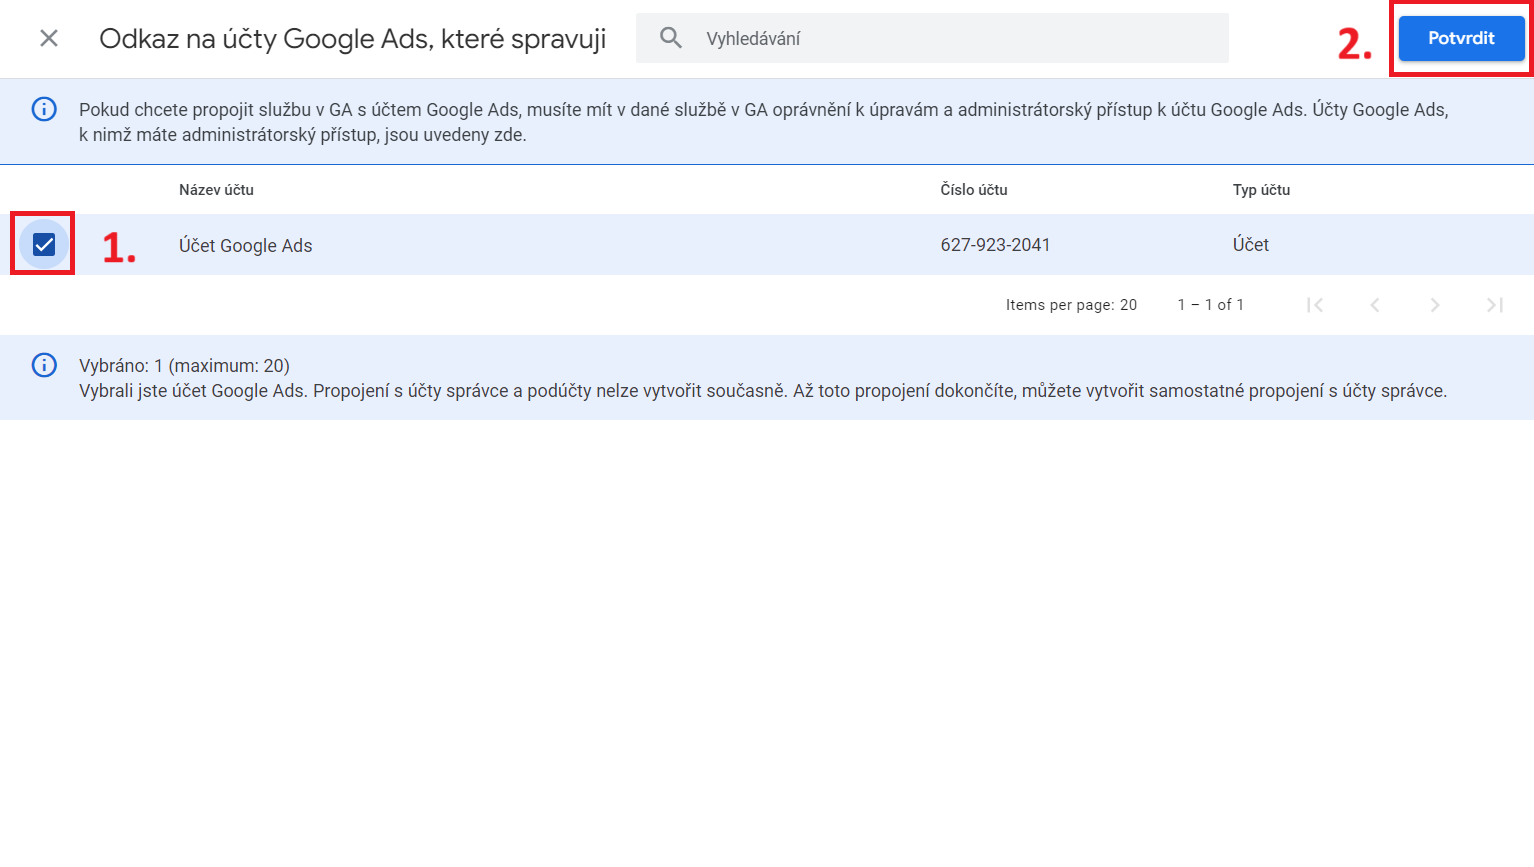 Odkaz na účty Google Ads, které spravuji
Vyhledávání
2.
Potvrdit
Pokud chcete propojit službu v GA s účtem Google Ads, musíte mít v dané službě v GA oprávnění k úpravám a administrátorský přístup k účtu Google Ads. Účty Google Ads,
k nimž máte administrátorský přístup, jsou uvedeny zde.
Název účtu Číslo účtu Typ účtu
1. Účet Google Ads 627-923-2041 Účet
Items per page: 20 1 – 1 of 1
Vybráno: 1 (maximum: 20)
Vybrali jste účet Google Ads. Propojení s účty správce a podúčty nelze vytvořit současně. Až toto propojení dokončíte, můžete vytvořit samostatné propojení s účty správce.